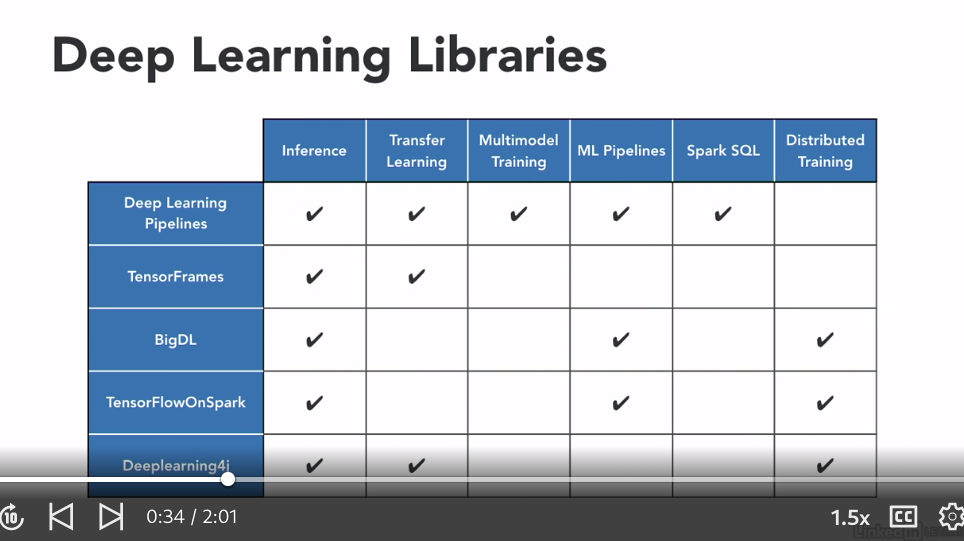 Deep Learning Libraries
Inference
Transfer
Learning
Multimodel
Training
ML Pipelines
Spark SQL
Distributed
Training
Deep Learning
Pipelines
✔ ✔ ✔ ✔ ✔
TensorFrames
✔ ✔
BigDL
✔ ✔ ✔
TensorFlowOnSpark
✔ ✔ ✔
Deeplearning4j
✔ ✔ ✔
10
0:34 / 2:01
1.5x
CC